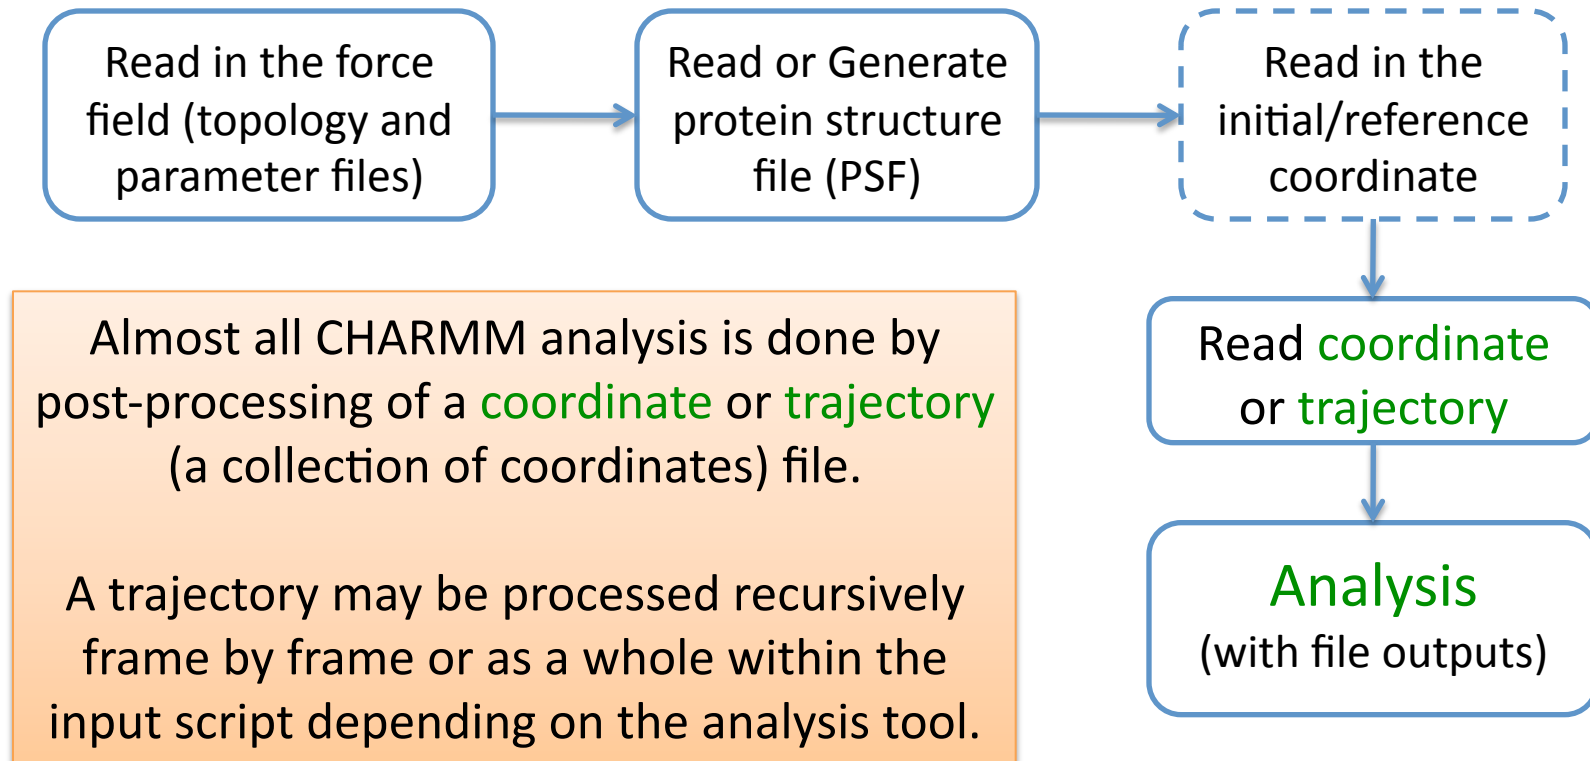 Read in the force
field (topology and
parameter files)
Read or Generate
protein structure
file (PSF)
Read in the
initial/reference
coordinate
Almost all CHARMM analysis is done by
post-processing of a coordinate or trajectory
(a collection of coordinates) file.
A trajectory may be processed recursively
frame by frame or as a whole within the
input script depending on the analysis tool.
Read coordinate
or trajectory
Analysis
(with file outputs)